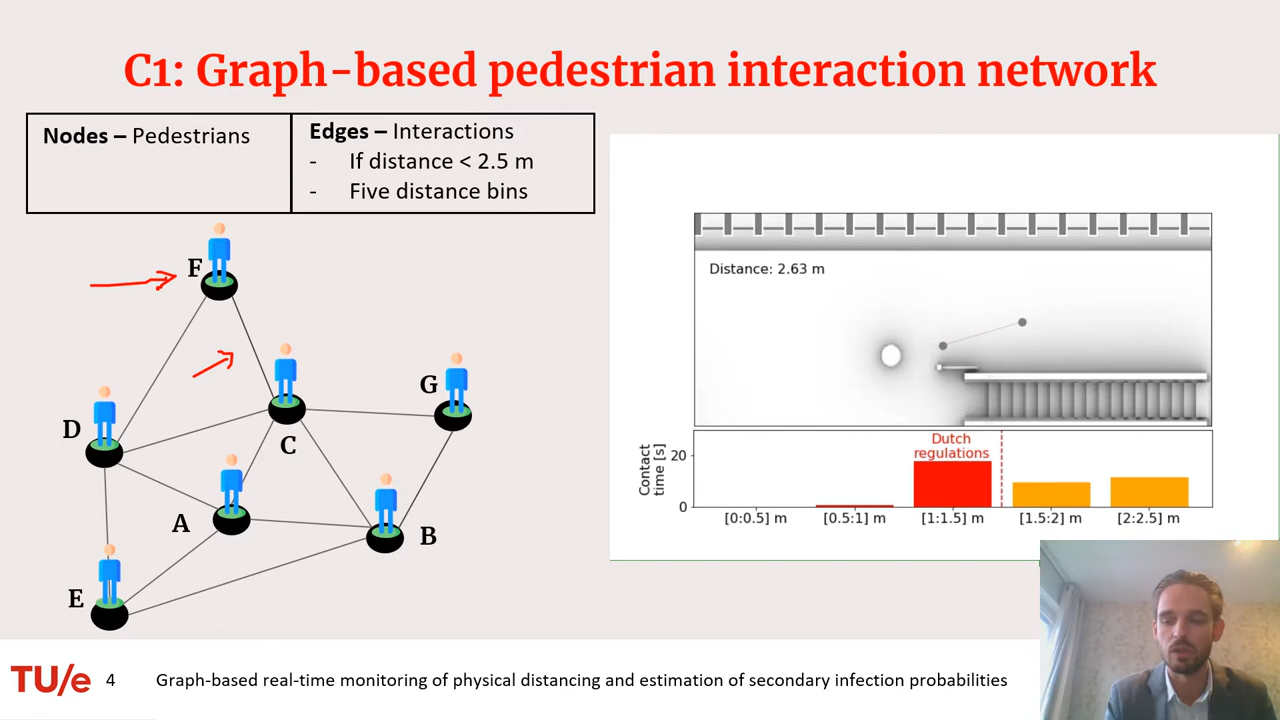 C1: Graph-based pedestrian interaction network
Nodes – Pedestrians
Edges – Interactions
- If distance < 2.5 m
- Five distance bins
F
D
C
G
A
B
E
Distance: 2.63 m
Contact
time [s]
20
0
Dutch
regulations
[0:0.5] m
[0.5:1] m
[1:1.5] m
[1.5:2] m
[2:2.5] m
TU/e
4
Graph-based real-time monitoring of physical distancing and estimation of secondary infection probabilities